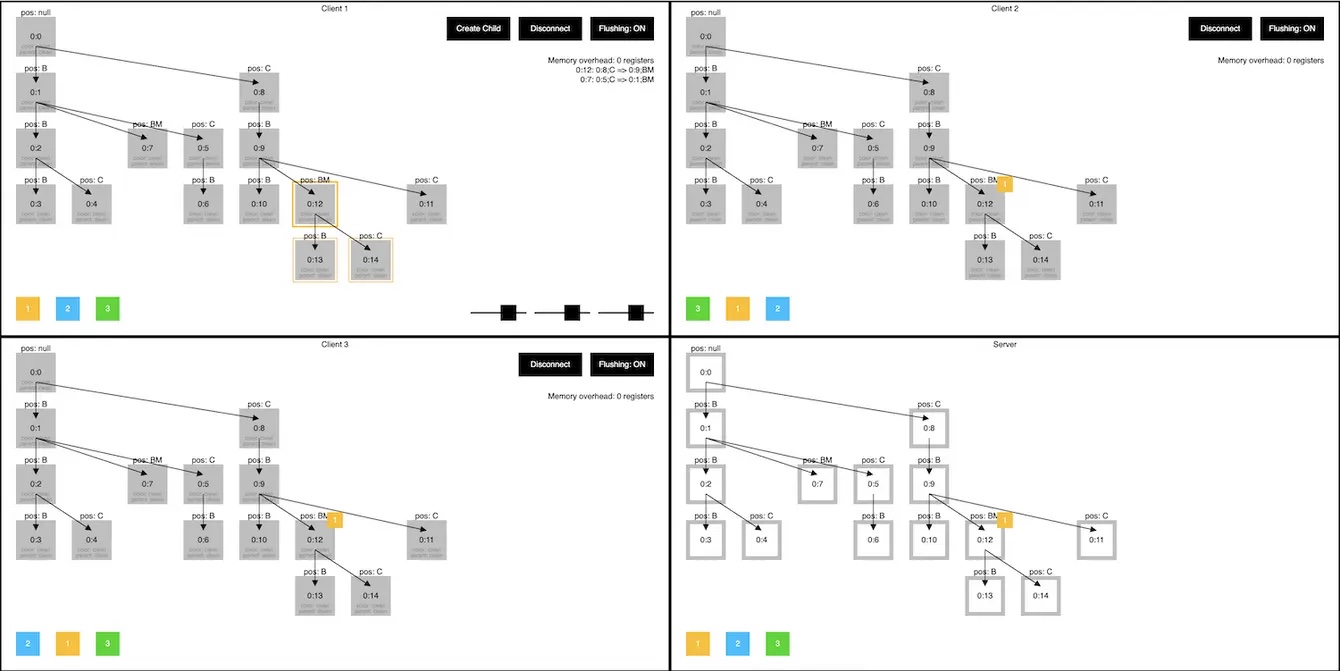 Client 1
pos: null
Create Child
Disconnect
Flushing: ON
0:0
Memory overhead: 0 registers
0:12: 0:8;C => 0:9;BM
0:7: 0:5;C => 0:1;BM
pos: B
pos: C
0:1
0:8
pos: B
pos: BM
pos: C
pos: B
0:2
0:7
0:5
0:9
pos: B
pos: C
pos: B
pos: B
pos: BM
pos: C
0:3
0:4
0:6
0:10
0:12
0:11
pos: B
pos: C
0:13
0:14
1
2
3
Client 2
pos: null
Disconnect
Flushing: ON
0:0
Memory overhead: 0 registers
pos: B
pos: C
0:1
0:8
pos: B
pos: BM
pos: C
pos: B
0:2
0:7
0:5
0:9
pos: B
pos: C
pos: B
pos: B
pos: BM
1
pos: C
0:3
0:4
0:6
0:10
0:12
0:11
pos: B
pos: C
0:13
0:14
3
1
2
Client 3
pos: null
Disconnect
Flushing: ON
0:0
Memory overhead: 0 registers
pos: B
pos: C
0:1
0:8
pos: B
pos: BM
pos: C
pos: B
0:2
0:7
0:5
0:9
pos: B
pos: C
pos: B
pos: B
pos: BM
1
pos: C
0:3
0:4
0:6
0:10
0:12
0:11
pos: B
pos: C
0:13
0:14
2
1
3
Server
pos: null
0:0
pos: B
pos: C
0:1
0:8
pos: B
pos: BM
pos: C
pos: B
0:2
0:7
0:5
0:9
pos: B
pos: C
pos: B
pos: B
pos: BM
1
pos: C
0:3
0:4
0:6
0:10
0:12
0:11
pos: B
pos: C
0:13
0:14
1
2
3